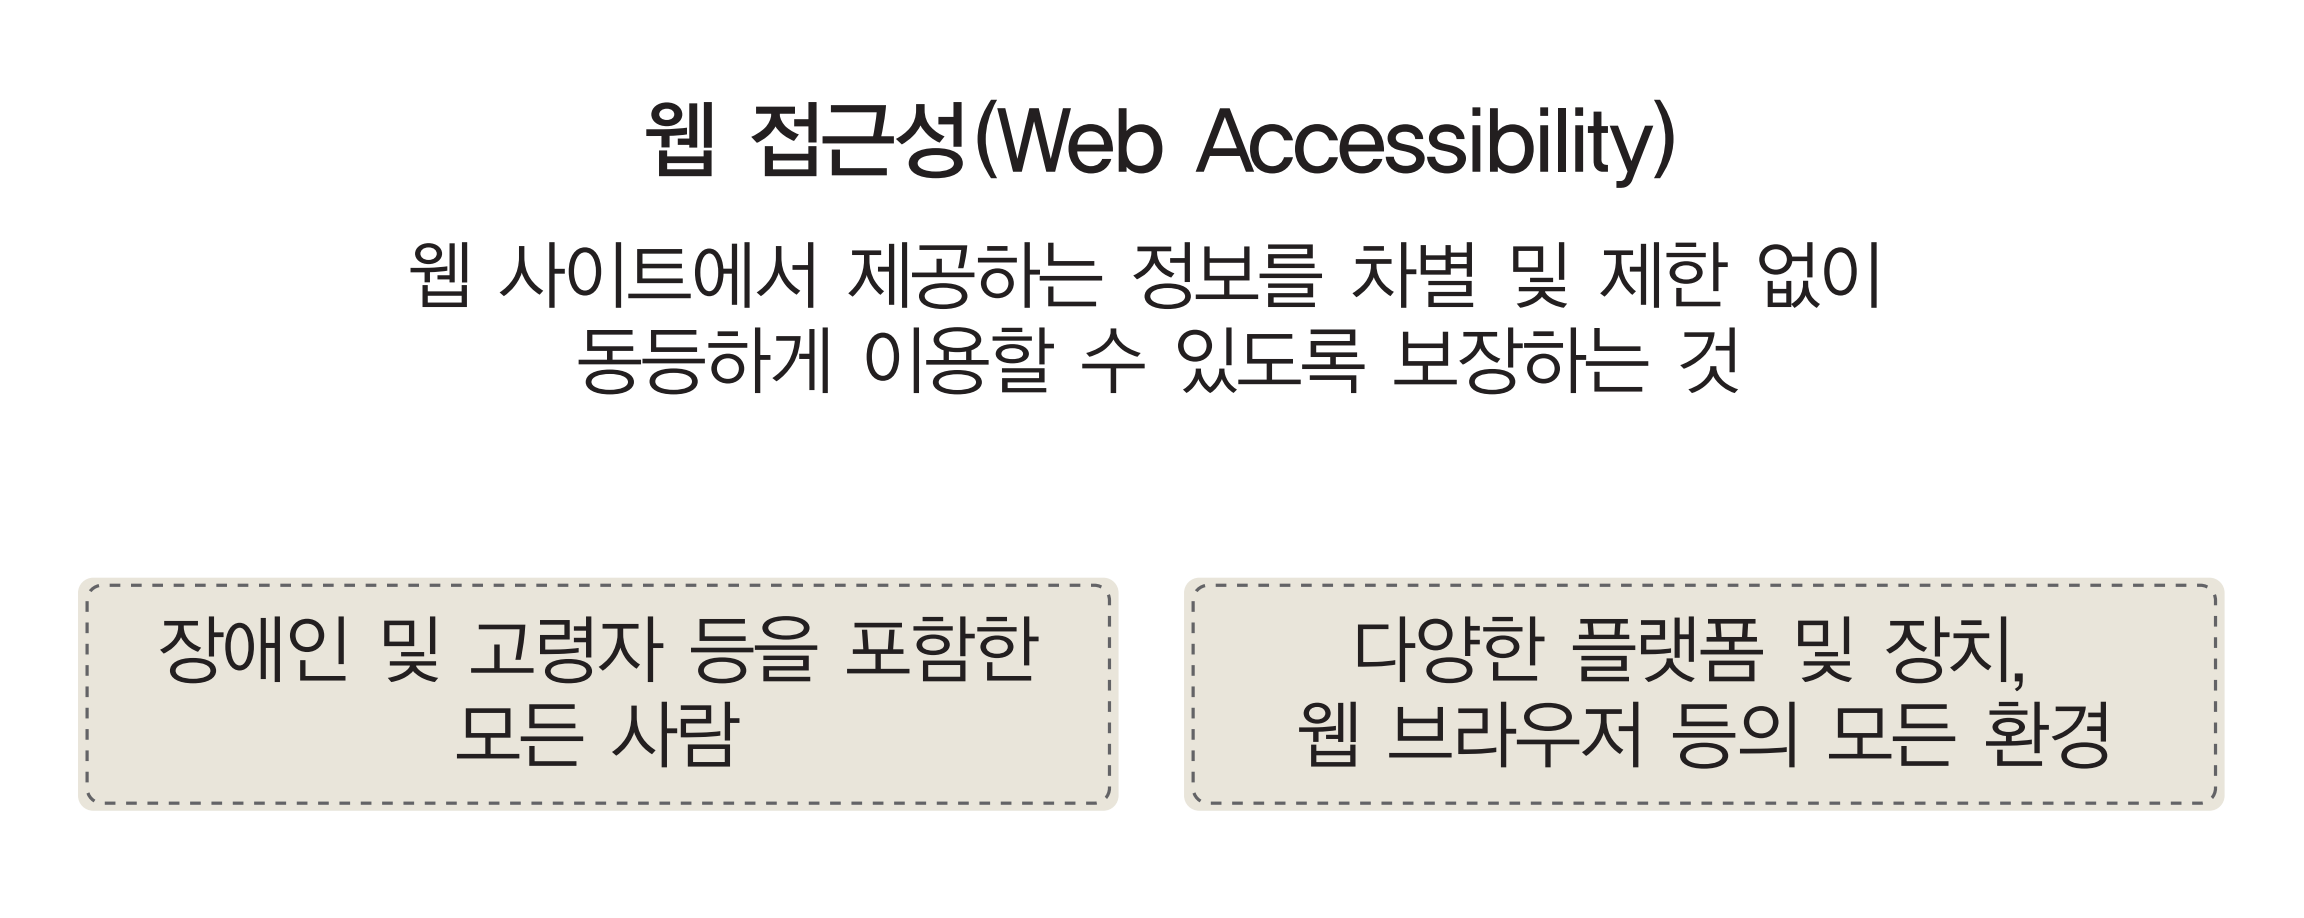 웹 접근성(Web Accessibility)
웹 사이트에서 제공하는 정보를 차별 및 제한 없이
동등하게 이용할 수 있도록 보장하는 것
장애인 및 고령자 등을 포함한
모든 사람
다양한 플랫폼 및 장치,
웹 브라우저 등의 모든 환경